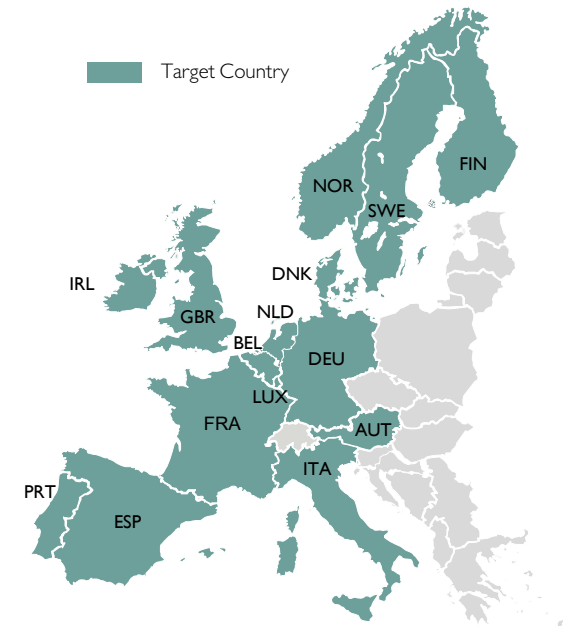 Target Country
FIN
NOR
SWE
DNK
IRL
NLD
GBR
BEL
DEU
LUX
FRA
AUT
ITA
PRT
ESP